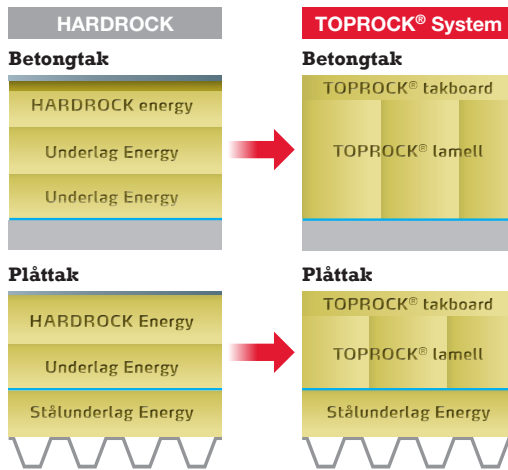 HARDROCK
TOPROCK® System
Betongtak
Betongtak
HARDROCK energy
Underlag Energy
Underlag Energy
TOPROCK® takboard
TOPROCK® lamell
Plåttak
Plåttak
HARDROCK Energy
Underlag Energy
Stålunderlag Energy
TOPROCK® takboard
TOPROCK® lamell
Stålunderlag Energy